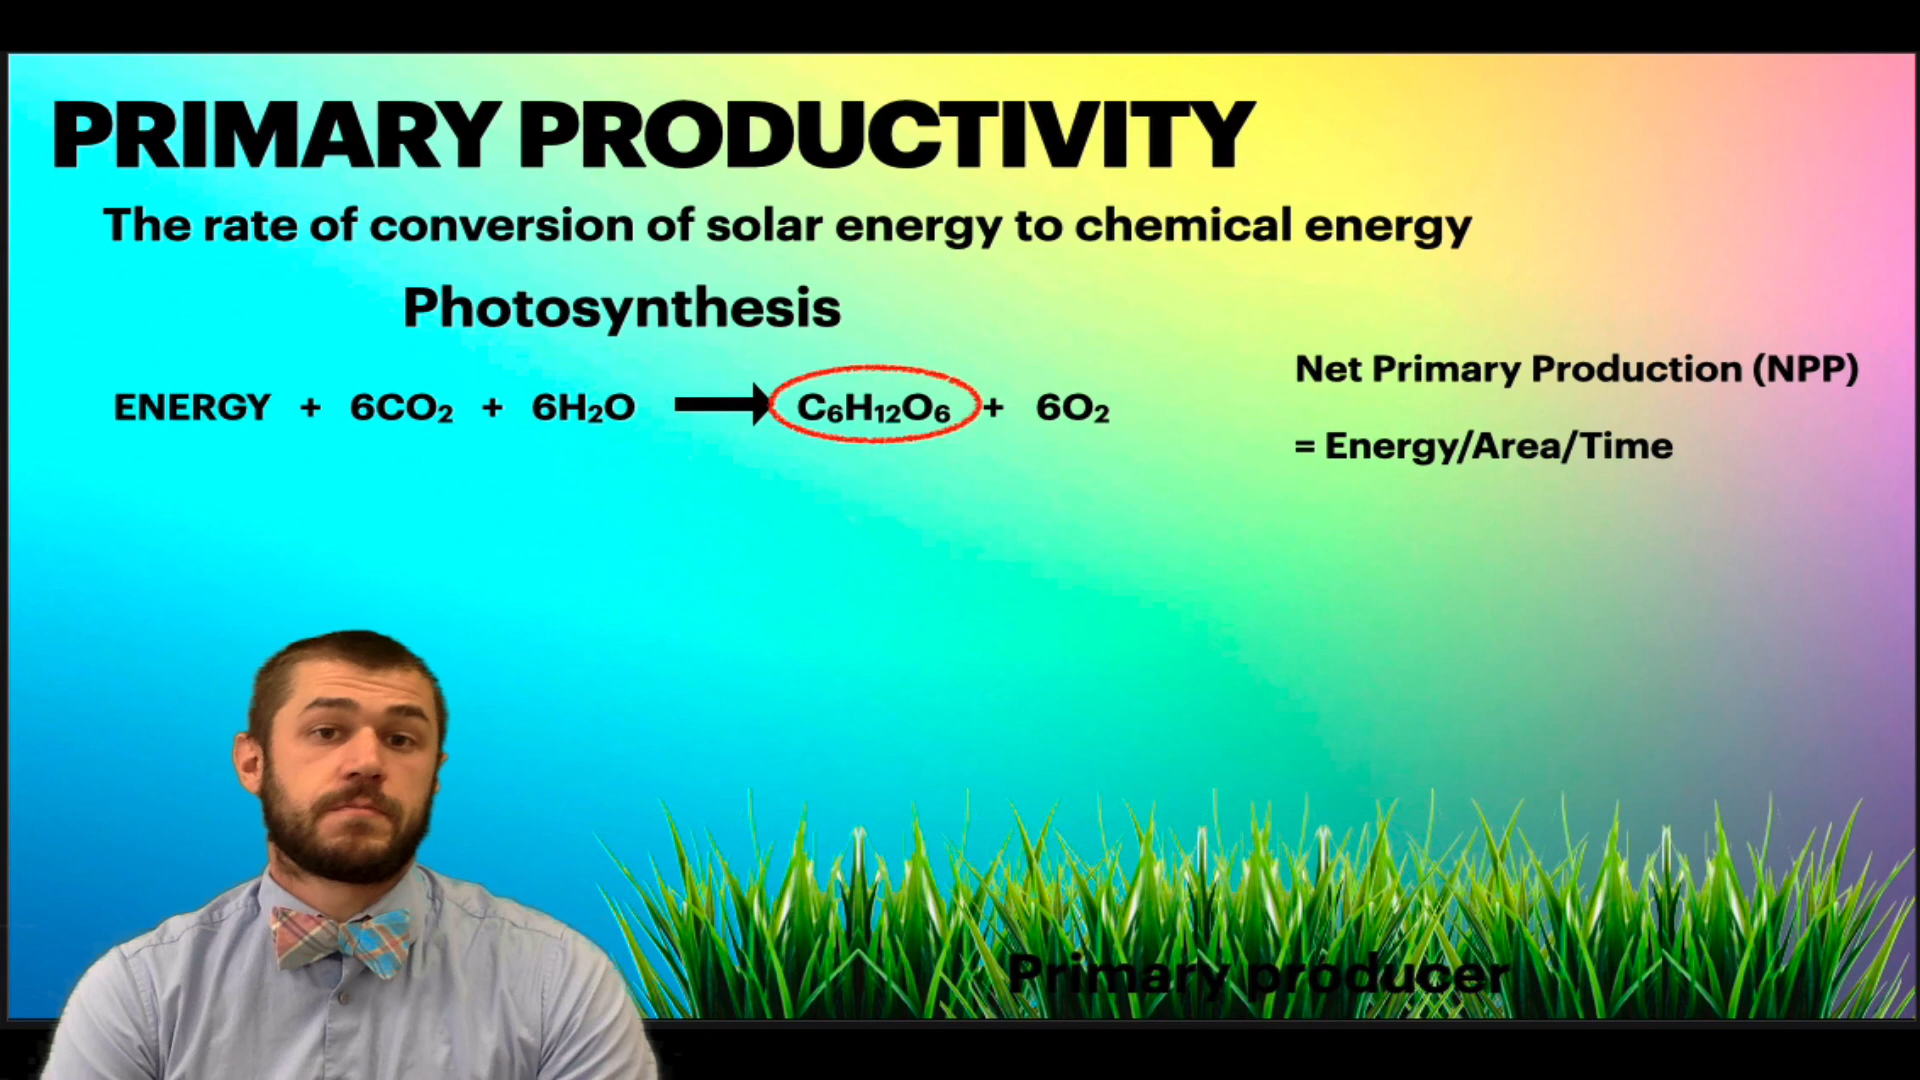 PRIMARY PRODUCTIVITY
The rate of conversion of solar energy to chemical energy
Photosynthesis
ENERGY + 6CO₂ + 6H₂O → C₆H₁₂O₆ + 6O₂
Net Primary Production (NPP)
= Energy/Area/Time
Primary producer